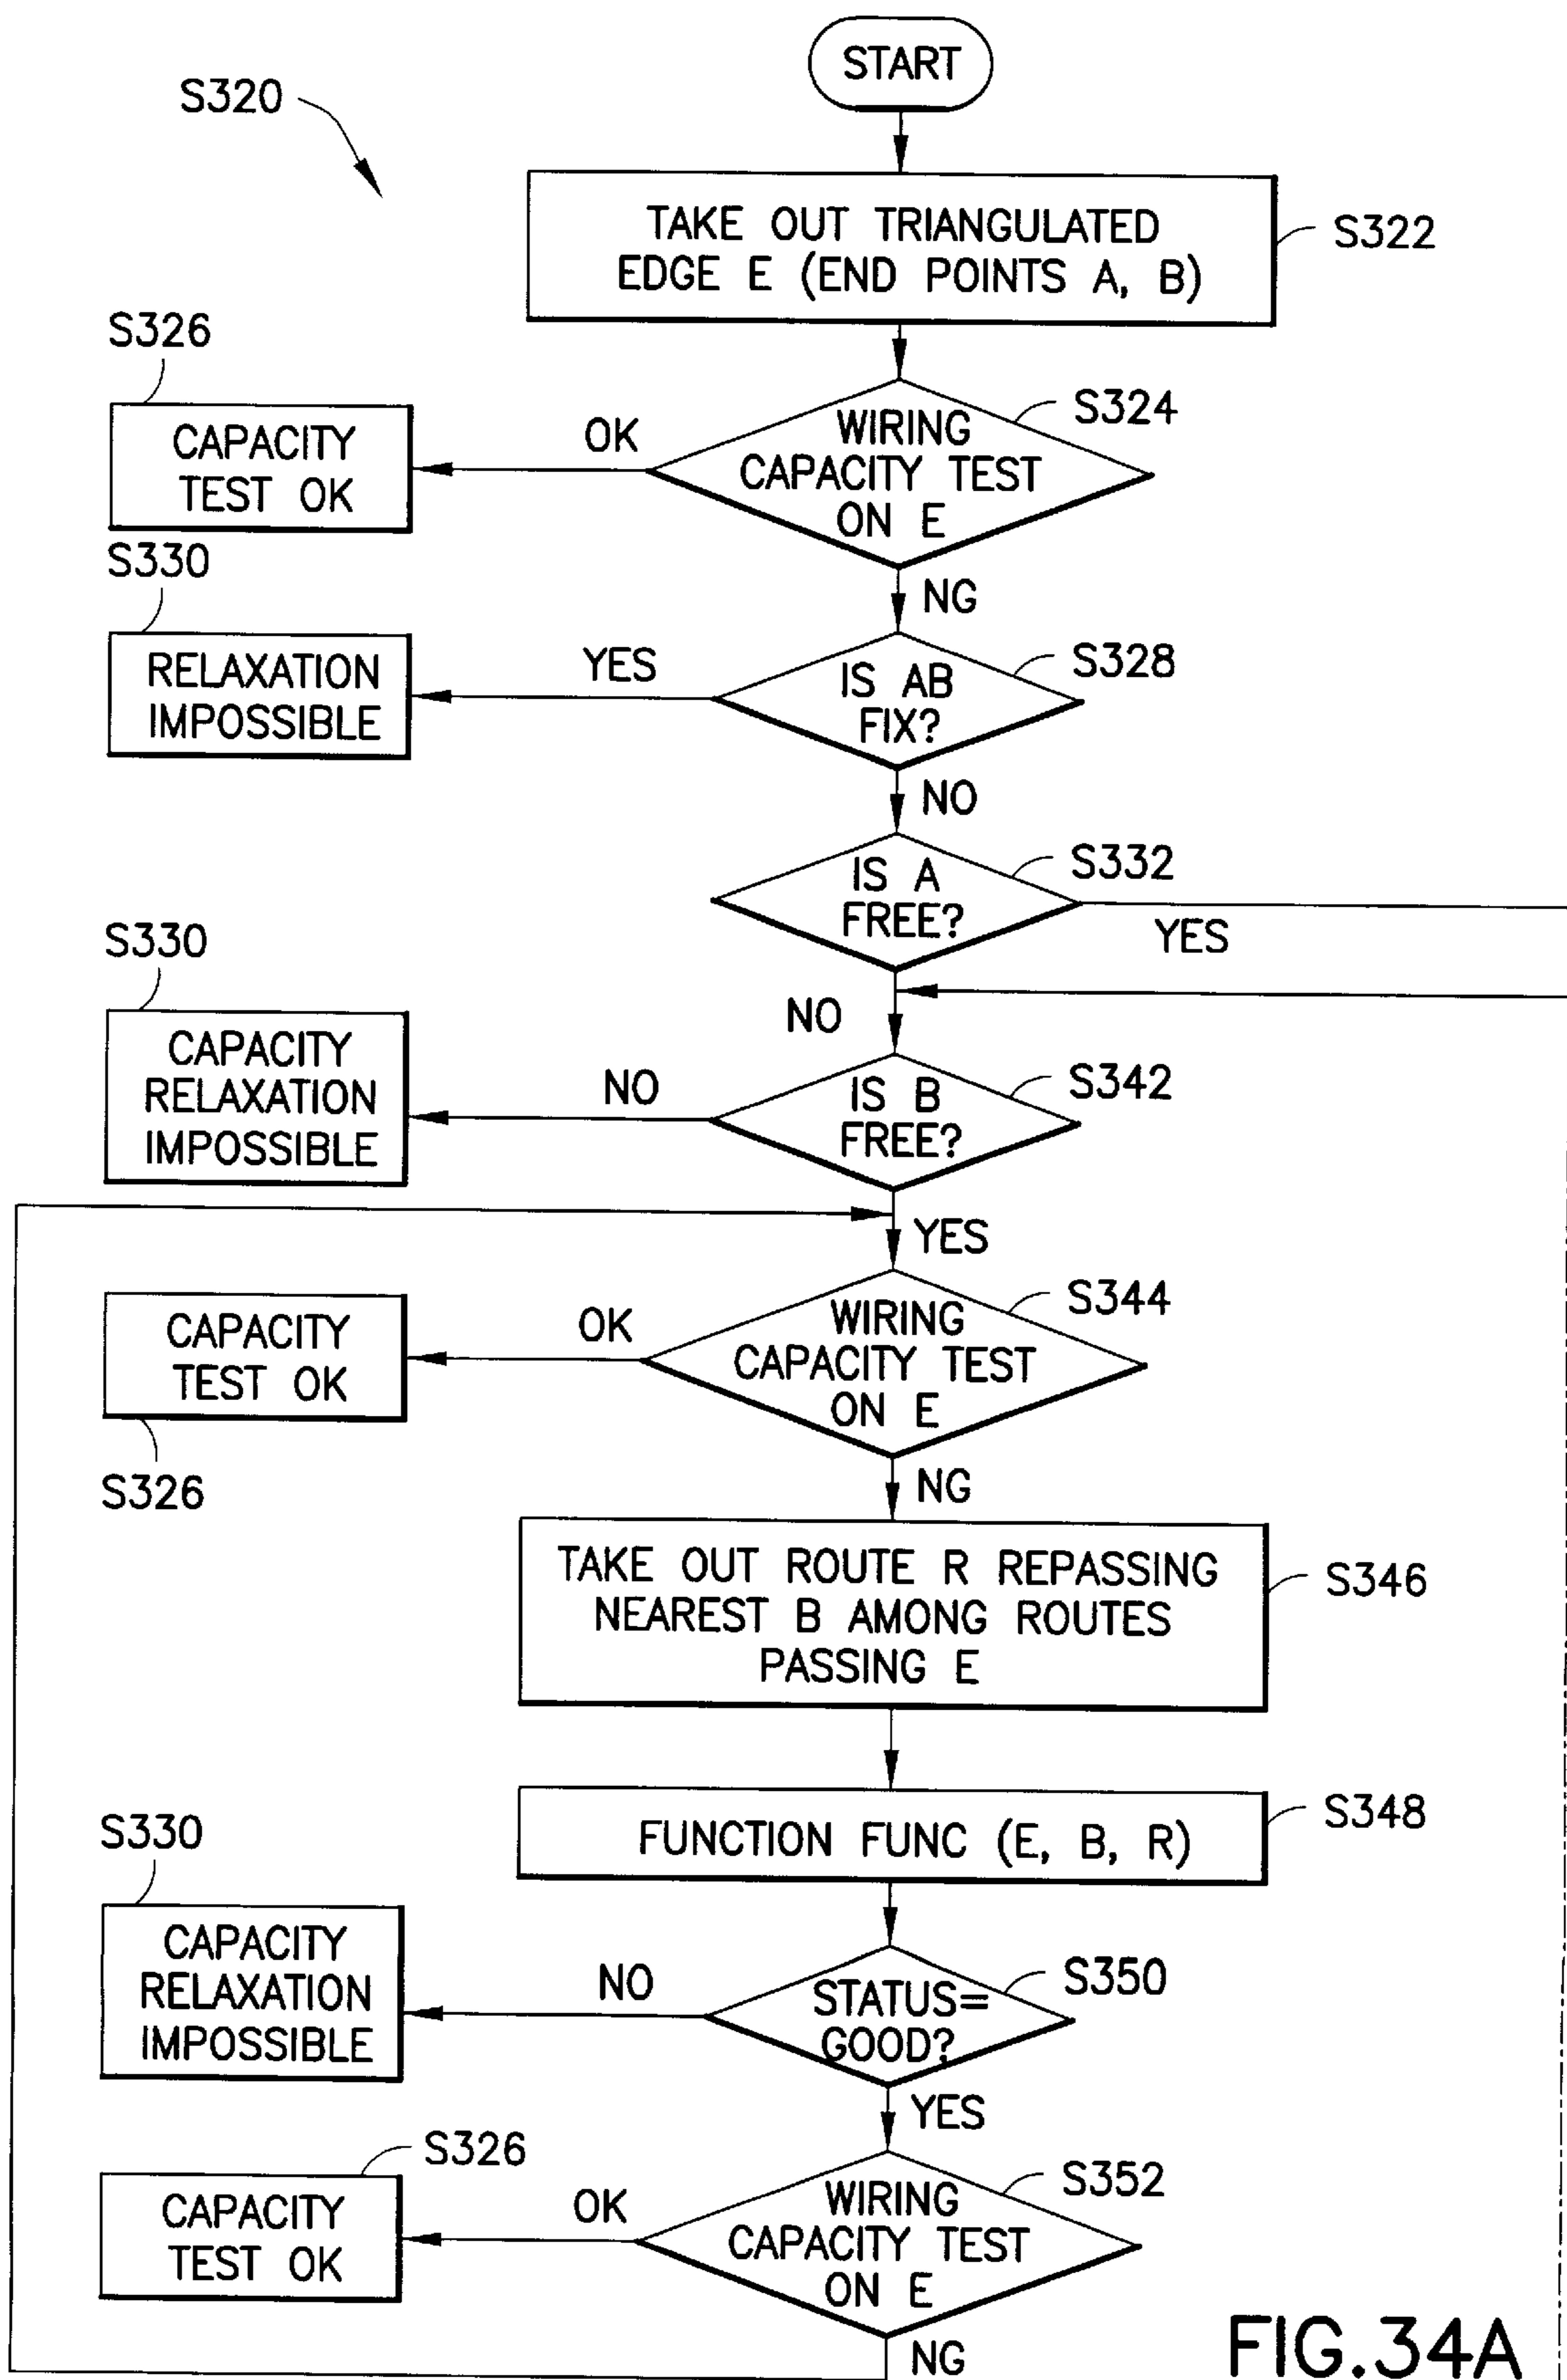 START
S320
TAKE OUT TRIANGULATED
EDGE E (END POINTS A, B)
S322
S326
CAPACITY
TEST OK
OK
WIRING
CAPACITY TEST
ON E
S324
NG
S330
RELAXATION
IMPOSSIBLE
YES
IS AB
FIX?
S328
NO
IS A
FREE?
S332
YES
NO
S330
CAPACITY
RELAXATION
IMPOSSIBLE
NO
IS B
FREE?
S342
YES
CAPACITY
TEST OK
S326
OK
WIRING
CAPACITY TEST
ON E
S344
NG
TAKE OUT ROUTE R REPASSING
NEAREST B AMONG ROUTES
PASSING E
S346
FUNCTION FUNC (E, B, R)
S348
S330
CAPACITY
RELAXATION
IMPOSSIBLE
NO
STATUS=
GOOD?
S350
YES
S326
CAPACITY
TEST OK
OK
WIRING
CAPACITY TEST
ON E
S352
NG
FIG.34A